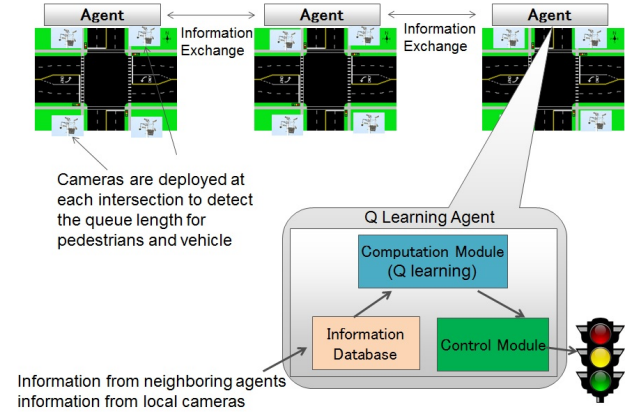 Agent
Agent
Agent
Information
Exchange
Information
Exchange
Cameras are deployed at
each intersection to detect
the queue length for
pedestrians and vehicle
Q Learning Agent
Computation Module
(Q learning)
Information
Database
Control Module
Information from neighboring agents
information from local cameras